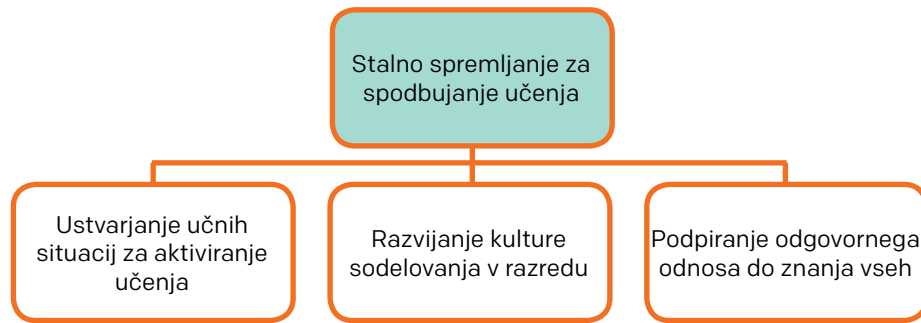 Stalno spremljanje za
spodbujanje učenja
Ustvarjanje učnih
situacij za aktiviranje
učenja
Razvijanje kulture
sodelovanja v razredu
Podpiranje odgovornega
odnosa do znanja vseh